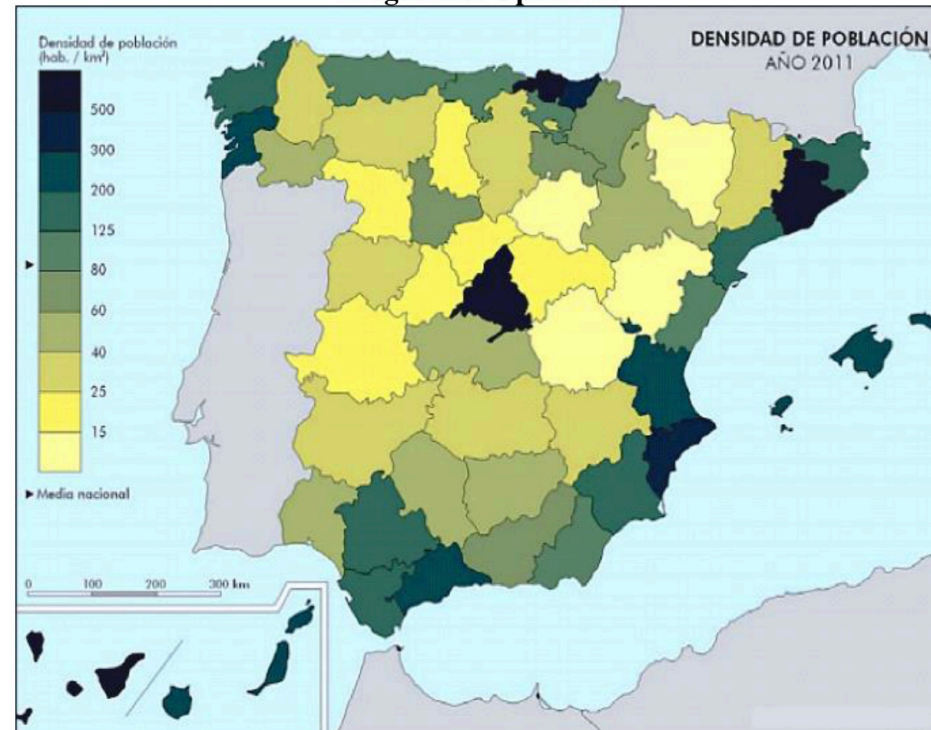 Densidad de población
(hab. / km²)
500
300
200
125
80
60
40
25
15
▶ Media nacional
DENSIDAD DE POBLACIÓN
AÑO 2011
0 100 200 300 km